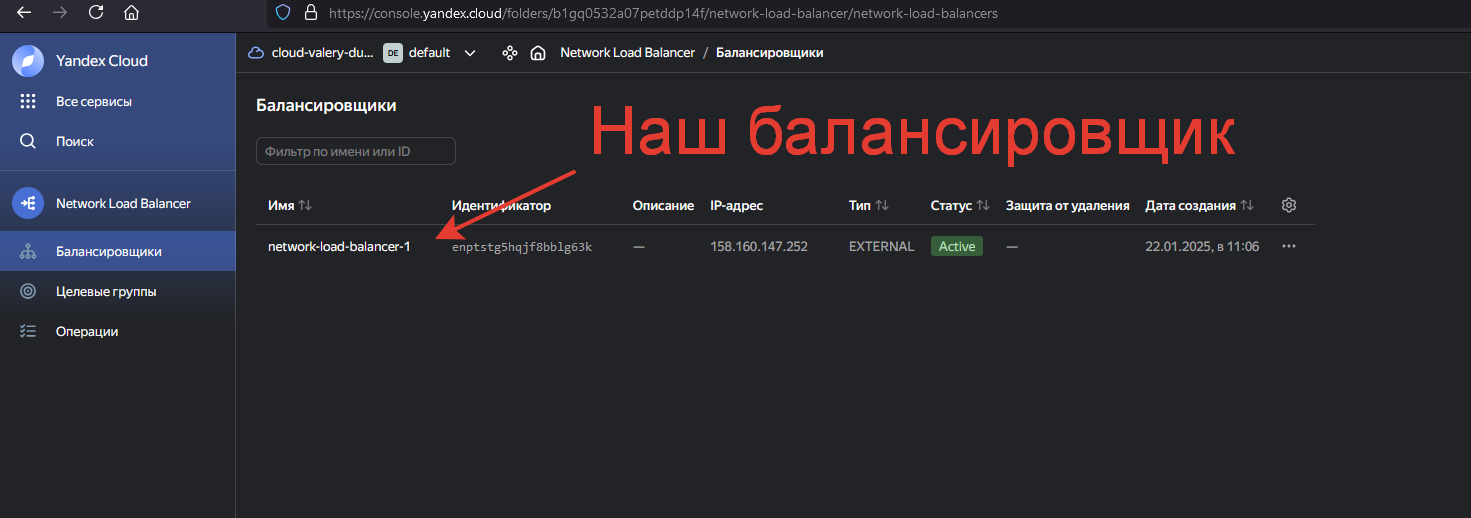 https://console.yandex.cloud/folders/b1gq0532a07petddp14f/network-load-balancer/network-load-balancers
Yandex Cloud
Все сервисы
Поиск
Network Load Balancer
Балансировщики
Целевые группы
Операции
cloud-valery-du... DE default Network Load Balancer / Балансировщики
Балансировщики
Наш балансировщик
Фильтр по имени или ID
Имя Идентификатор Описание IP-адрес Тип Статус Защита от удаления Дата создания
network-load-balancer-1 enptstg5hqjf8bblg63k — 158.160.147.252 EXTERNAL Active — 22.01.2025, в 11:06